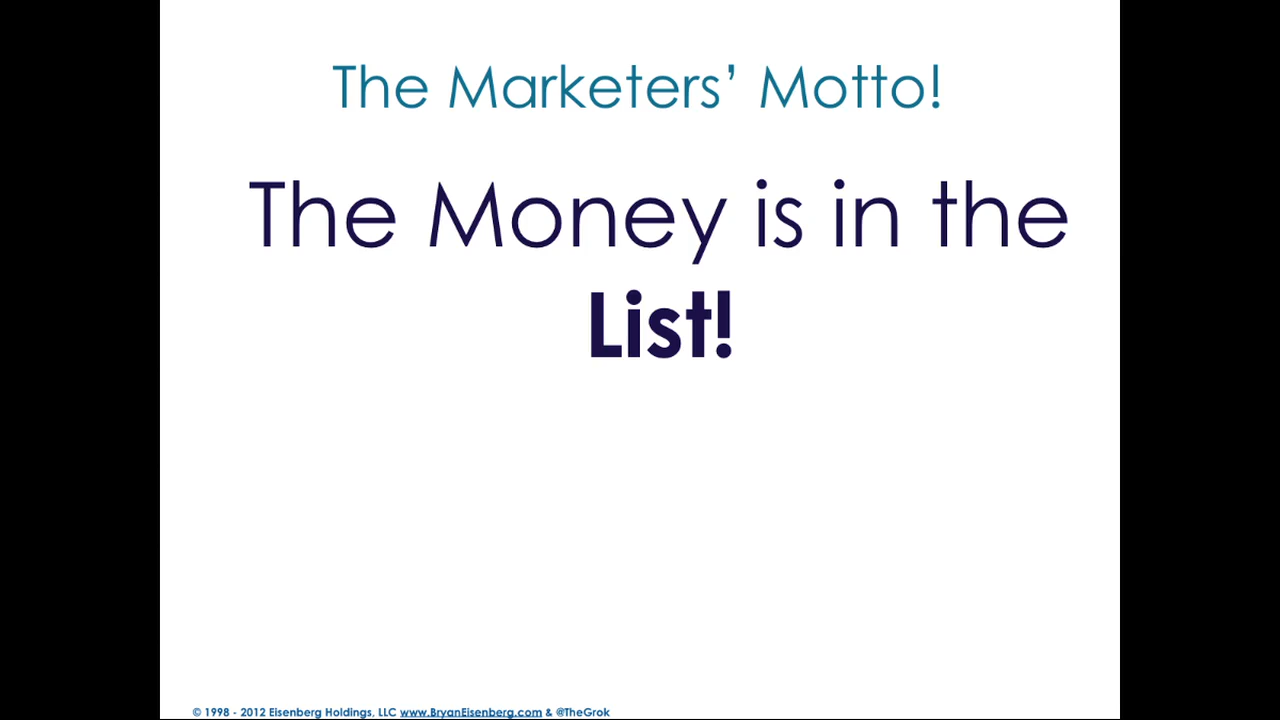 The Marketers’ Motto!
The Money is in the
List!
© 1998 - 2012 Eisenberg Holdings, LLC www.BryanEisenberg.com & @TheGrok